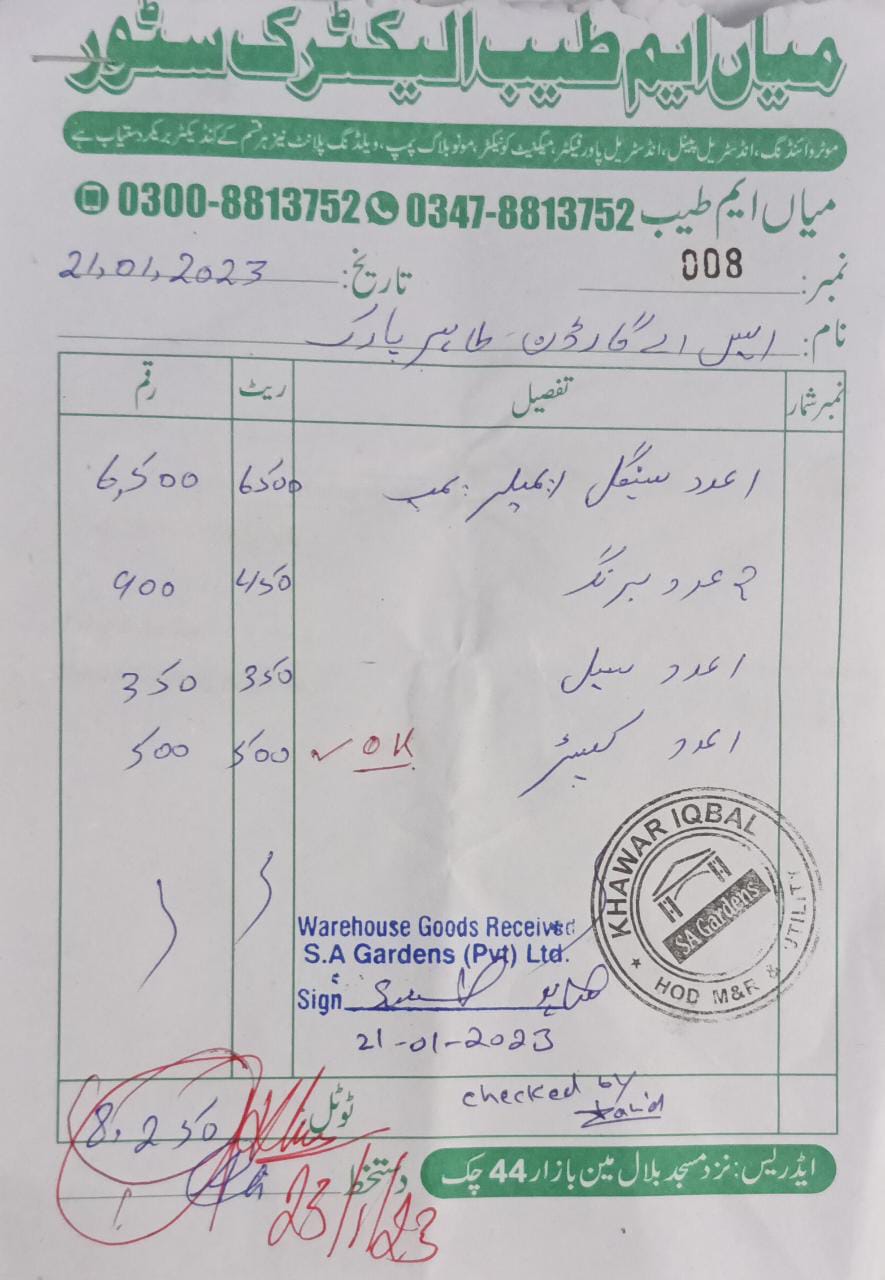 میاں ایم طیب الیکٹرک سٹور
موٹر وائنڈنگ، انڈسٹریل پینل، انڈسٹریل پاور فیکٹر، میگنیٹ کونیکٹر، مونو بلاک پمپ، ویلڈنگ پلانٹ نیز ہر قسم کے کنڈیکٹر بریکر دستیاب ہے
میاں ایم طیب 0347-8813752 0300-8813752
نمبر: 008 تاریخ: 21,01,2023
نام: ایس اے گارڈن - طاہر پارک
نمبر شمار تفصیل ریٹ رقم
1 عدد سینگل پمپ 6500 6,500
2 عدد بیرنگ 450 900
1 عدد سیل 350 350
1 عدد 500 500
✓ OK
KHAWAR IQBAL
SA Gardens
HOD M&R & UTILITY
Warehouse Goods Received
S.A Gardens (Pvt) Ltd.
Sign
21-01-2023
checked by
ٹوٹل: 8,250
دستخط
23/1/23
ایڈریس: نزد مسجد بلال مین بازار 44 چک